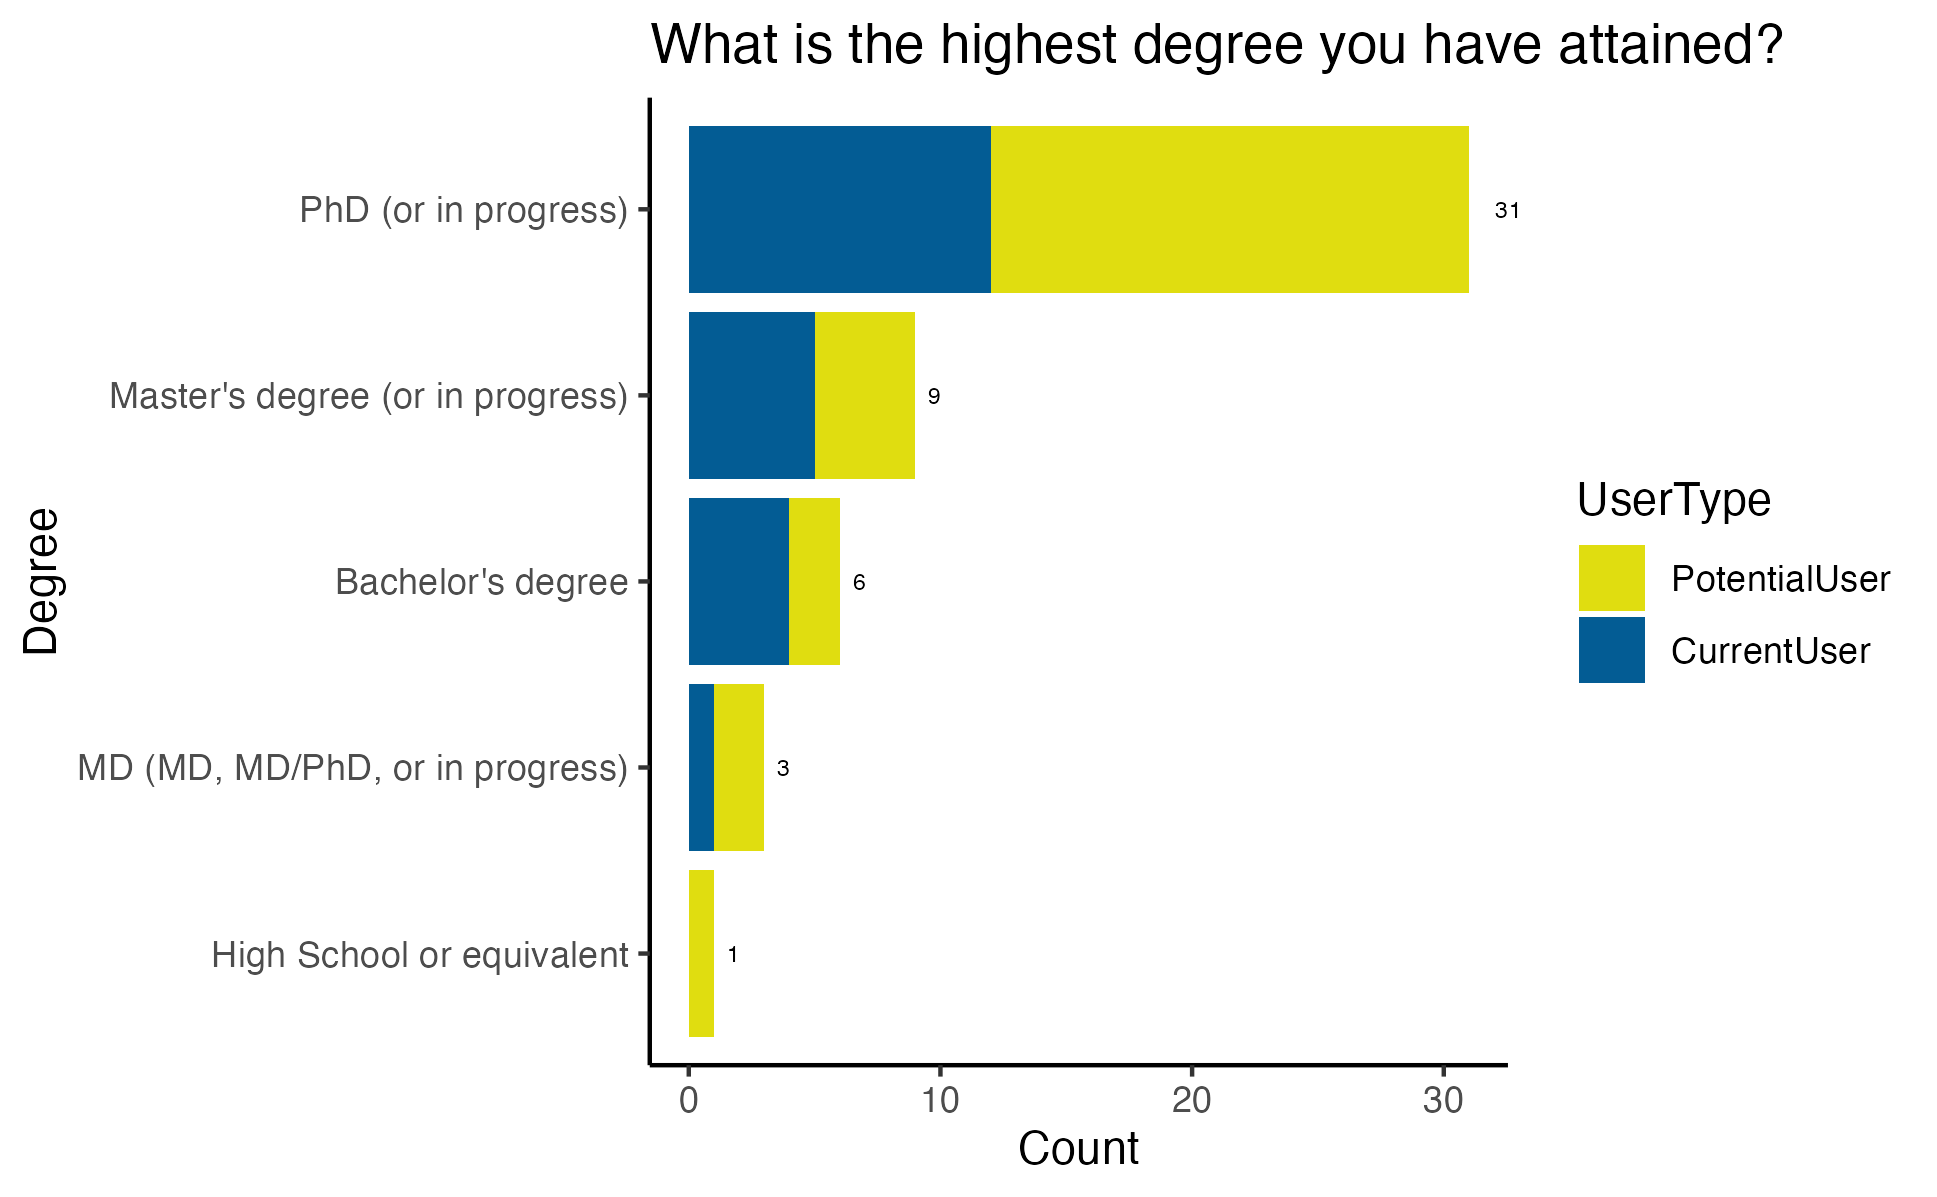 What is the highest degree you have attained?
Degree
PhD (or in progress)
31
Master's degree (or in progress)
9
Bachelor's degree
6
MD (MD, MD/PhD, or in progress)
3
High School or equivalent
1
0 10 20 30
Count
UserType
PotentialUser
CurrentUser